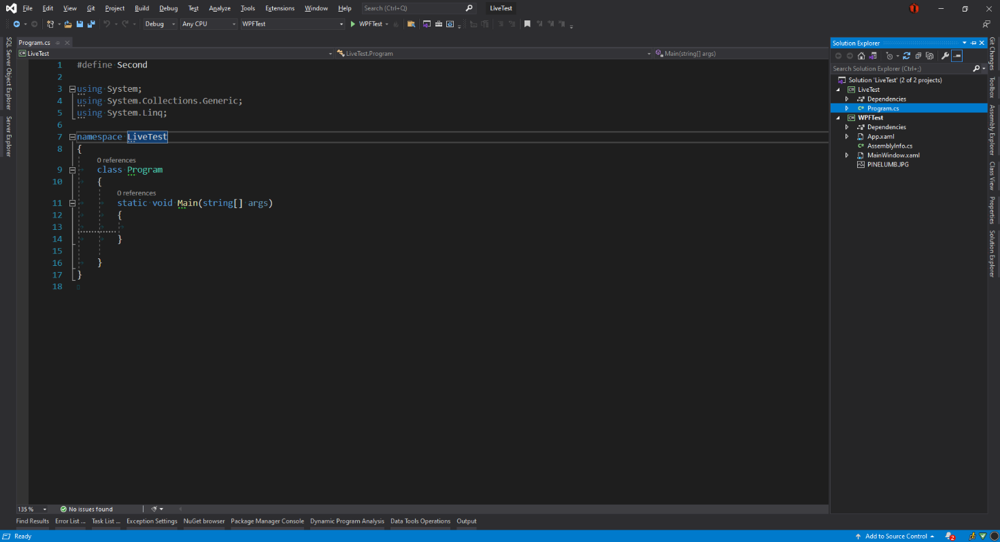 File Edit View Git Project Build Debug Test Analyze Tools Extensions Window Help Search (Ctrl+Q) LiveTest
Debug Any CPU WPFTest WPFTest
Program.cs
LiveTest LiveTest.Program Main(string[] args)
1 #define Second
2
3 using System;
4 using System.Collections.Generic;
5 using System.Linq;
6
7 namespace LiveTest
8 {
0 references
9 class Program
10 {
0 references
11 static void Main(string[] args)
12 {
13
14 }
15
16 }
17 }
18
135 % No issues found
Find Results Error List ... Task List ... Exception Settings NuGet browser Package Manager Console Dynamic Program Analysis Data Tools Operations Output
Ready Add to Source Control 2
SQL Server Object Explorer
Server Explorer
Solution Explorer
Search Solution Explorer (Ctrl+;)
Solution 'LiveTest' (2 of 2 projects)
LiveTest
Dependencies
Program.cs
WPFTest
Dependencies
App.xaml
AssemblyInfo.cs
MainWindow.xaml
PINELUMB.JPG
Git Changes
Toolbox
Assembly Explorer
Class View
Properties
Solution Explorer